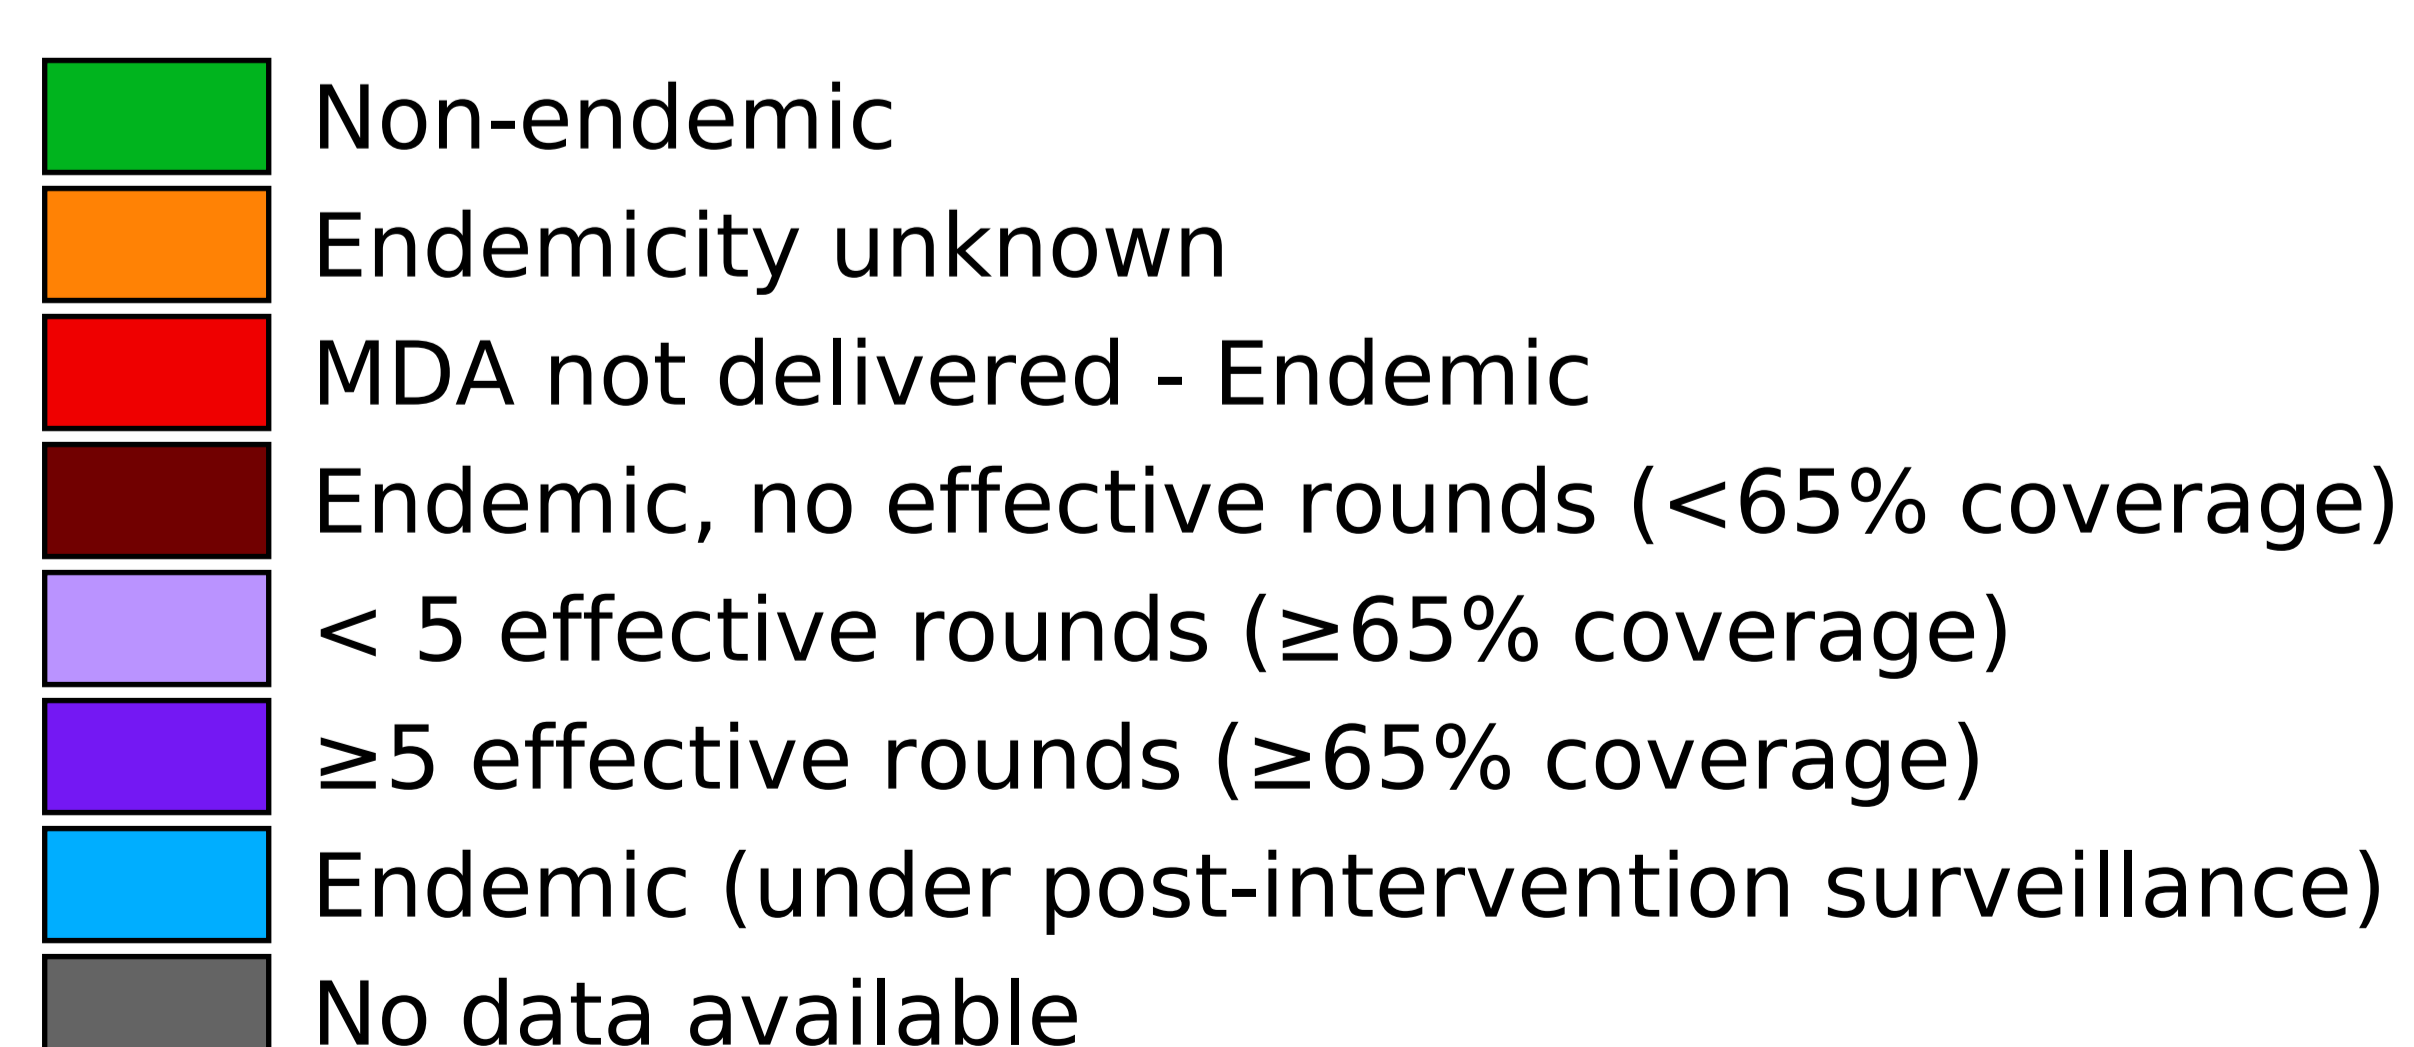 Non-endemic
Endemicity unknown
MDA not delivered - Endemic
Endemic, no effective rounds (<65% coverage)
< 5 effective rounds (≥65% coverage)
≥5 effective rounds (≥65% coverage)
Endemic (under post-intervention surveillance)
No data available